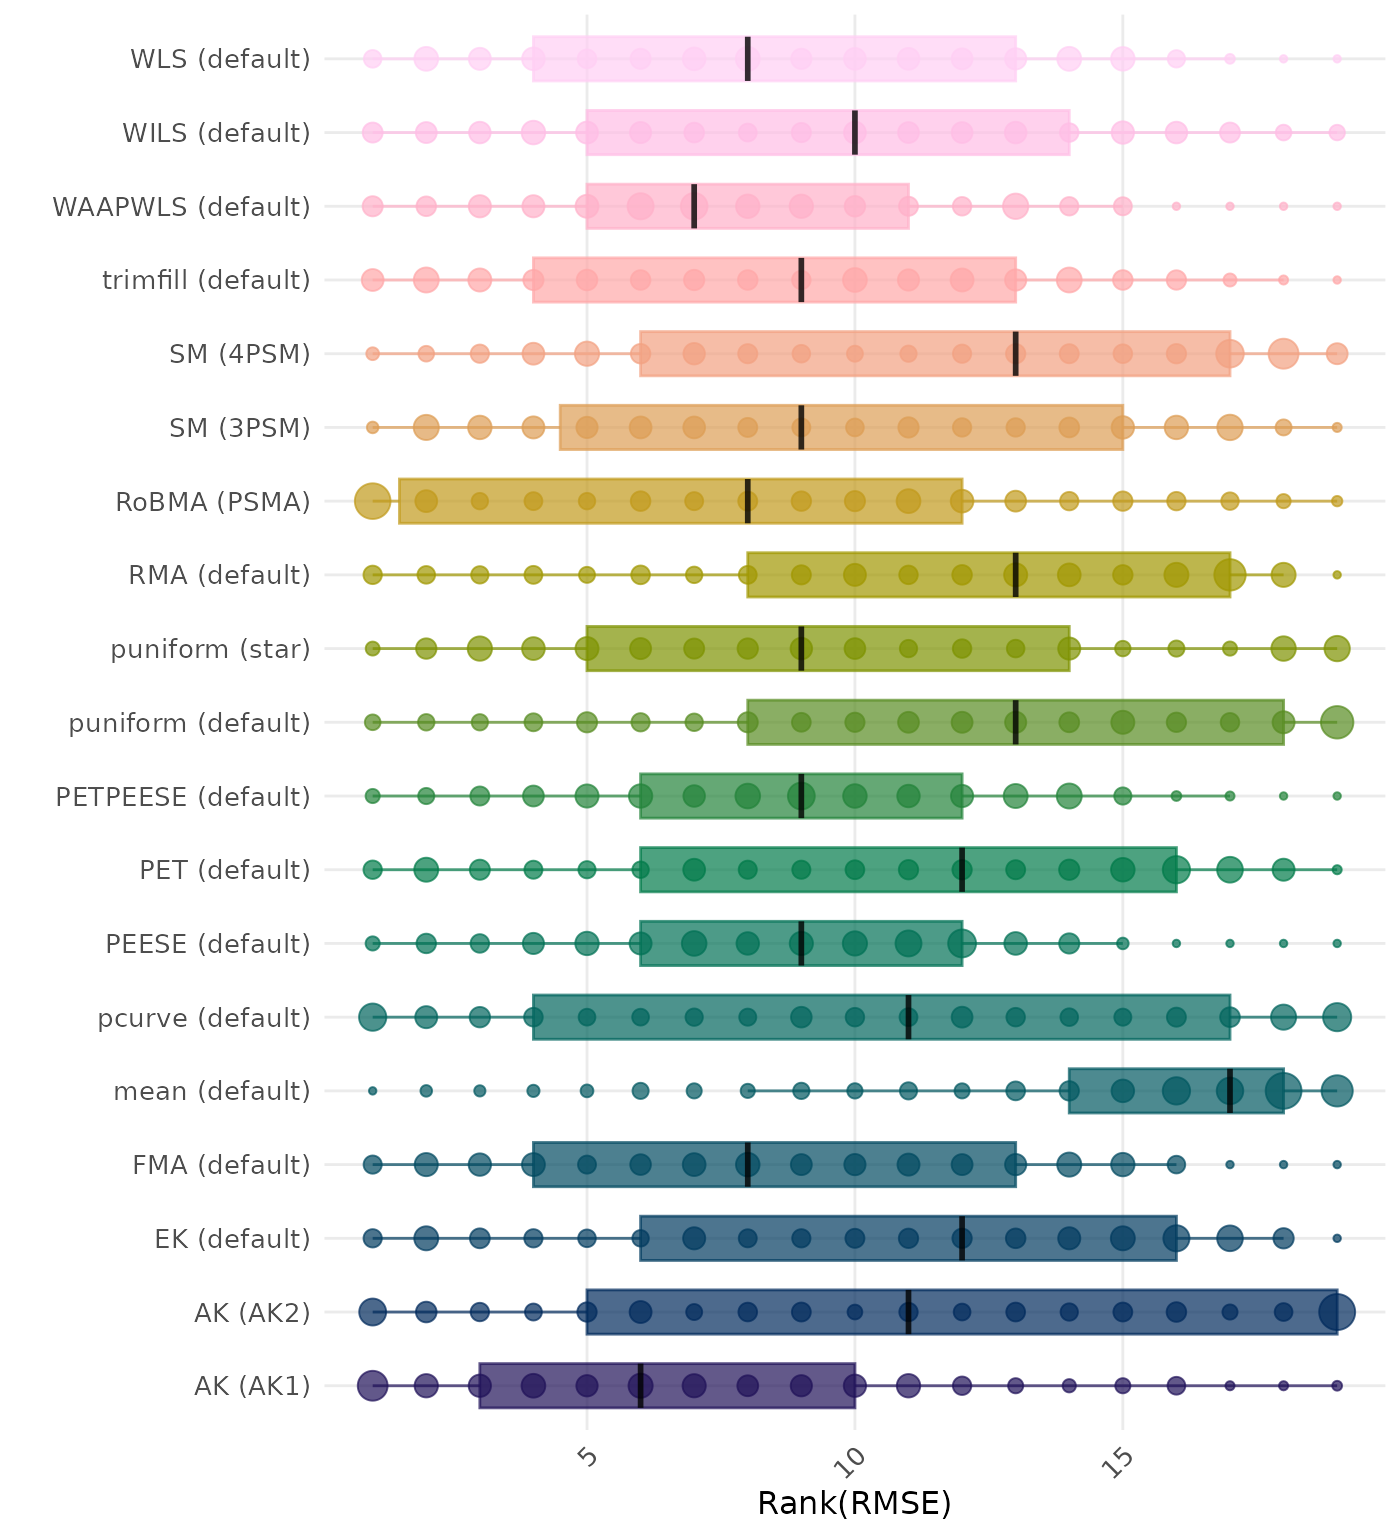 WLS (default)
WILS (default)
WAAPWLS (default)
trimfill (default)
SM (4PSM)
SM (3PSM)
RoBMA (PSMA)
RMA (default)
puniform (star)
puniform (default)
PETPEESE (default)
PET (default)
PEESE (default)
pcurve (default)
mean (default)
FMA (default)
EK (default)
AK (AK2)
AK (AK1)
5 10 15
Rank(RMSE)